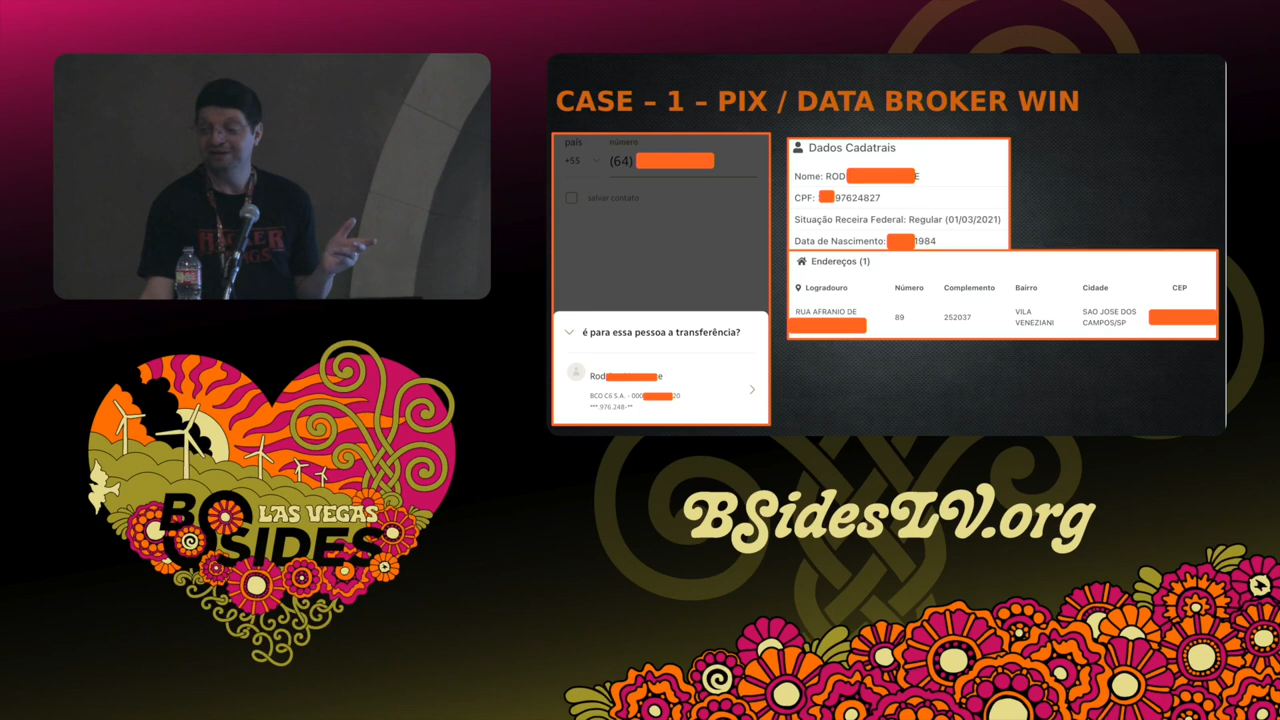 CASE – 1 – PIX / DATA BROKER WIN
país
número
+55
(64)
salvar contato
é para essa pessoa a transferência?
Rod e
BCO C6 S.A. - 000 20
***.976.248-**
Dados Cadatrais
Nome: ROD E
CPF: 97624827
Situação Receira Federal: Regular (01/03/2021)
Data de Nascimento: 1984
Endereços (1)
Logradouro Número Complemento Bairro Cidade CEP
RUA AFRANIO DE
89
252037
VILA
VENEZIANI
SAO JOSE DOS
CAMPOS/SP
HACKER
BSIDES
LAS VEGAS
BSidesLV.org